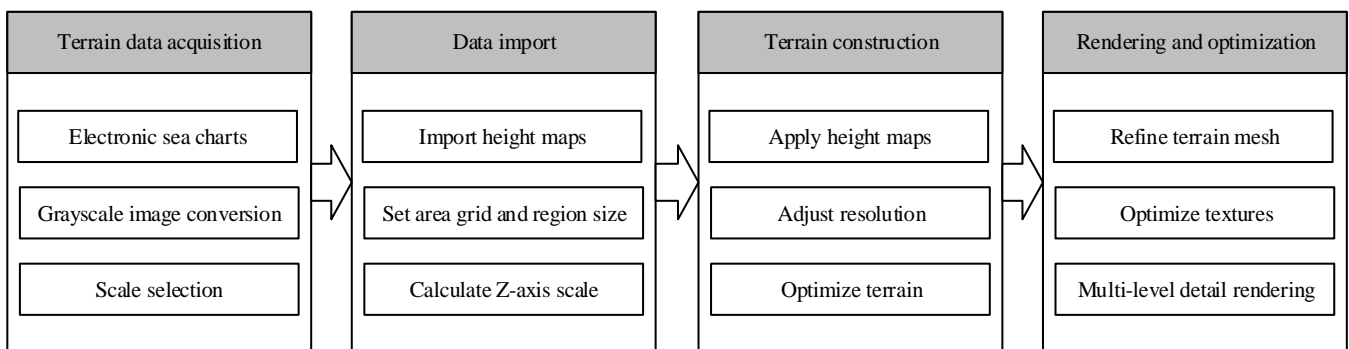 Terrain data acquisition
Electronic sea charts
Grayscale image conversion
Scale selection
Data import
Import height maps
Set area grid and region size
Calculate Z-axis scale
Terrain construction
Apply height maps
Adjust resolution
Optimize terrain
Rendering and optimization
Refine terrain mesh
Optimize textures
Multi-level detail rendering